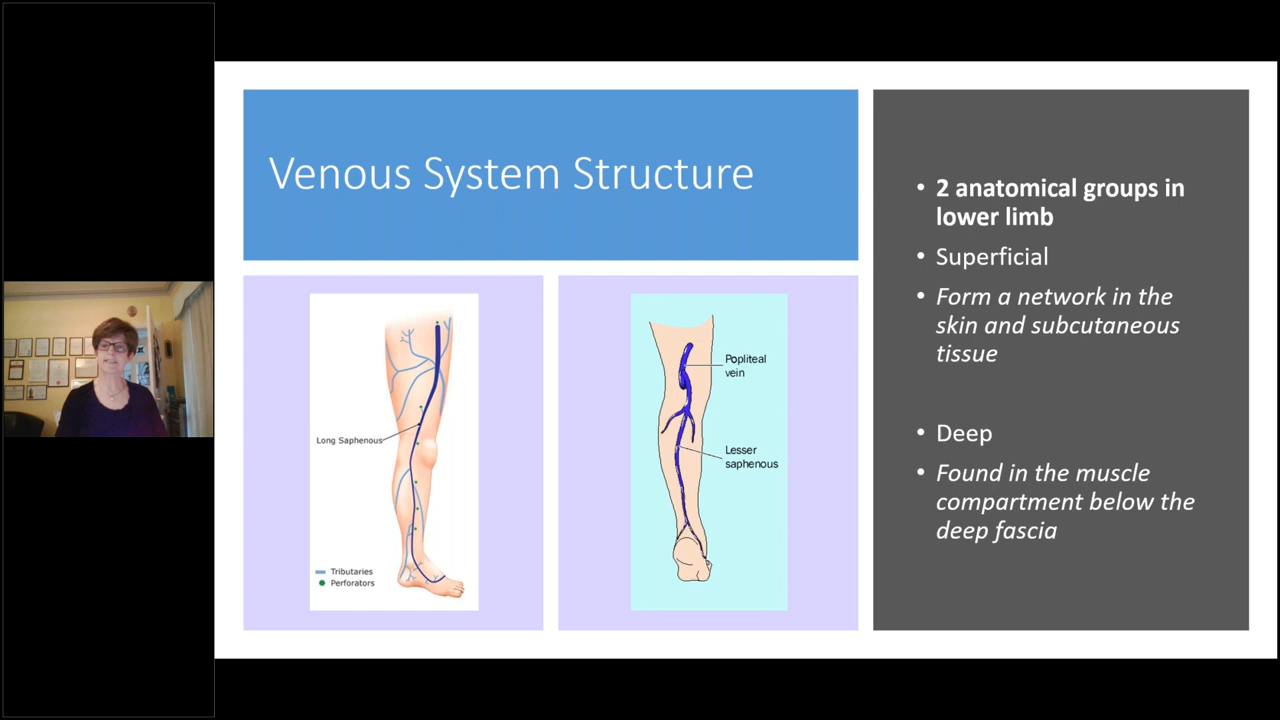 Venous System Structure
Long Saphenous
Tributaries
Perforators
Popliteal
vein
Lesser
saphenous
• 2 anatomical groups in
lower limb
• Superficial
• Form a network in the
skin and subcutaneous
tissue
• Deep
• Found in the muscle
compartment below the
deep fascia